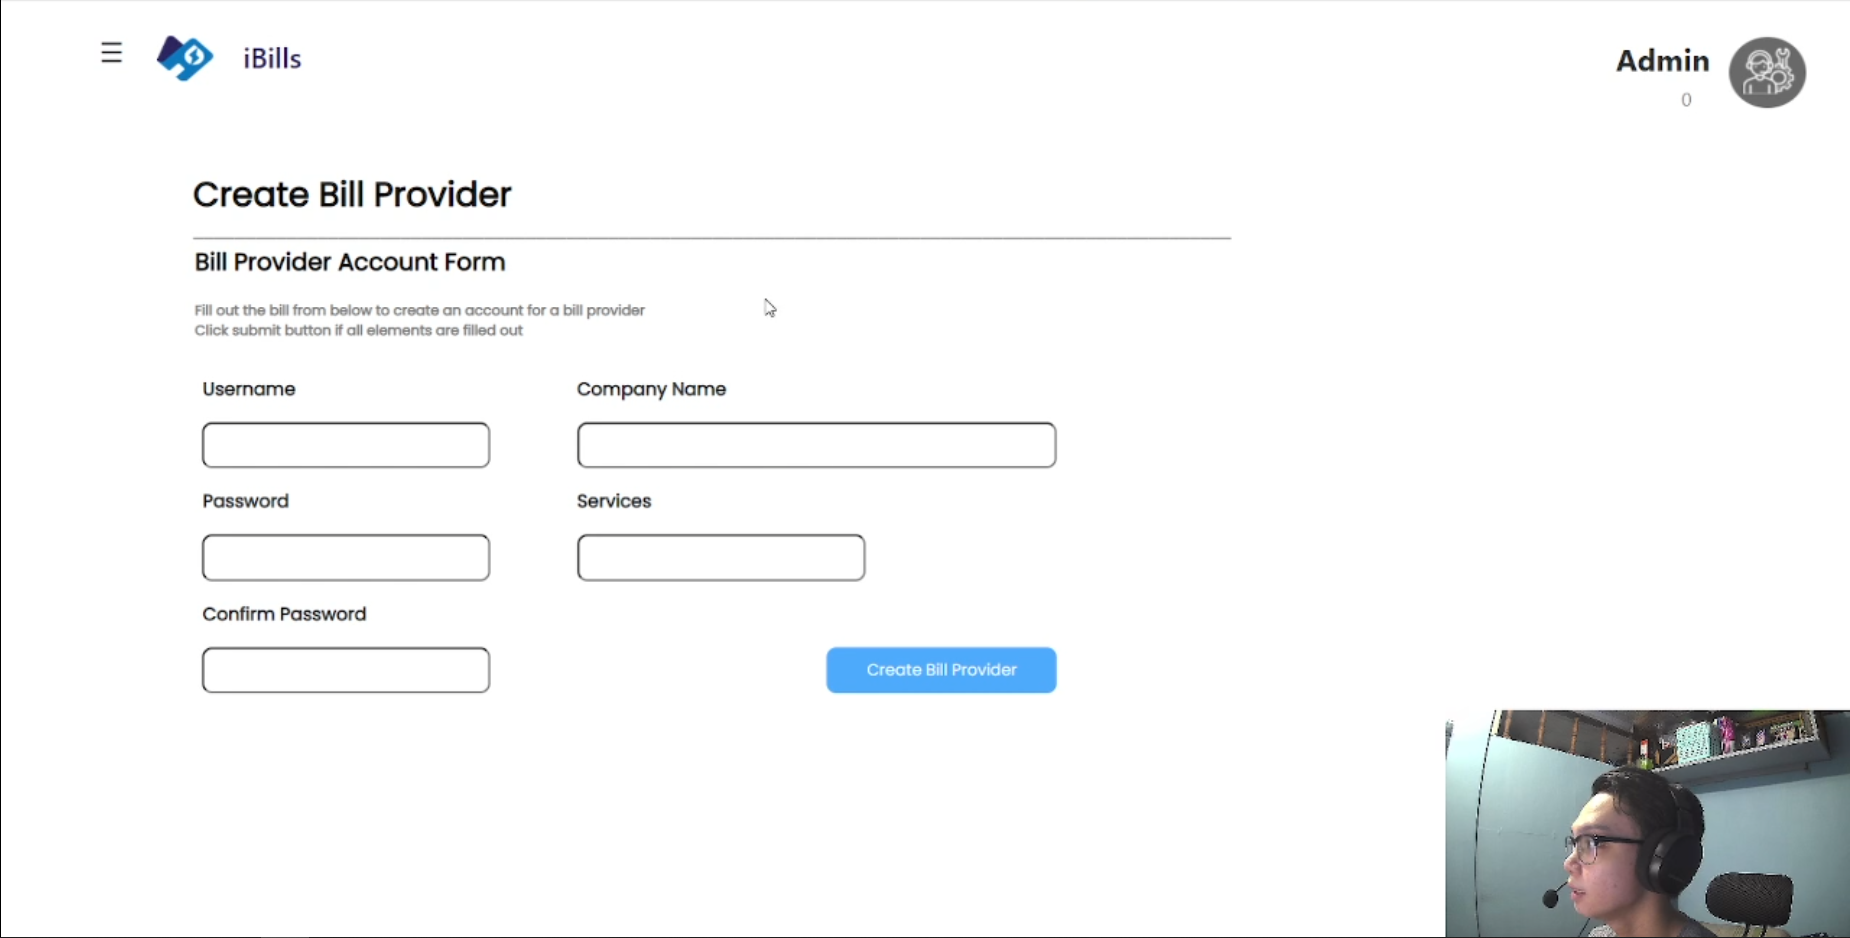 iBills
Admin
0
Create Bill Provider
Bill Provider Account Form
Fill out the bill from below to create an account for a bill provider
Click submit button if all elements are filled out
Username
Company Name
Password
Services
Confirm Password
Create Bill Provider